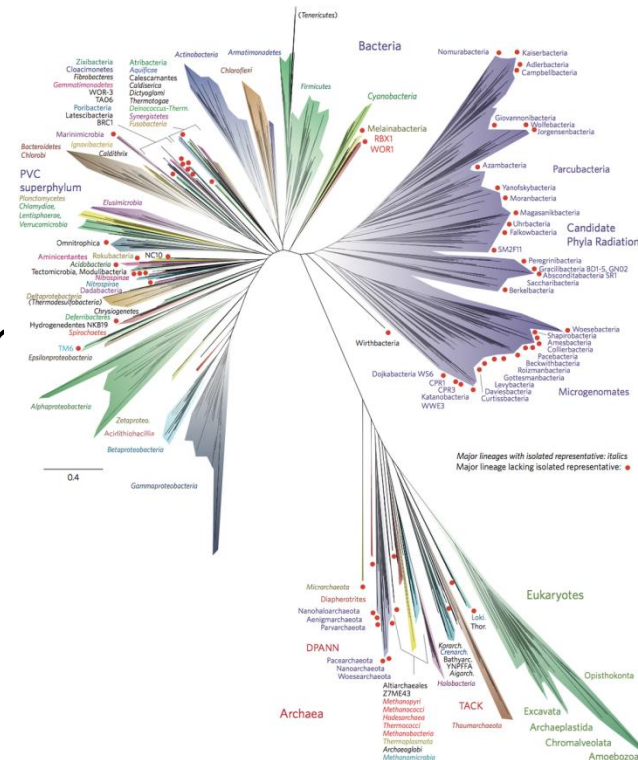 (Tenericutes)
Bacteria
Zixibacteria
Cloacimonetes
Fibrobacteres
Gemmatimonadetes
WOR-3
TA06
Poribacteria
Latescibacteria
BRC1
Atribacteria
Aquificae
Calescamantes
Caldiserica
Dictyoglomi
Thermotogae
Deinococcus-Therm.
Synergistetes
Fusobacteria
Actinobacteria
Armatimonadetes
Chloroflexi
Firmicutes
Cyanobacteria
Melainabacteria
RBX1
WOR1
Nomurabacteria
Kaiserbacteria
Adlerbacteria
Campbellbacteria
Giovannonibacteria
Wolfebacteria
Jorgensenbacteria
Azambacteria
Parcubacteria
Yanofskybacteria
Moranbacteria
Magasanikbacteria
Uhrbacteria
Falkowbacteria
Candidate
Phyla Radiation
SM2F11
Peregrinibacteria
Gracilibacteria BD1-5, GN02
Absconditabacteria SR1
Saccharibacteria
Berkelbacteria
Marinimicrobia
Ignavibacteria
Bacteroidetes
Chlorobi
Caldithrix
PVC
superphylum
Planctomycetes
Chlamydiae,
Lentisphaerae,
Verrucomicrobia
Elusimicrobia
Omnitrophica
Aminicentantes
Rokubacteria
NC10
Acidobacteria
Tectomicrobia, Modulibacteria
Nitrospinae
Nitrospirae
Dadabacteria
Deltaprotebacteria
(Thermodesulfobacteria)
Chrysiogenetes
Deferribacteres
Hydrogenedentes NKB19
Spirochaetes
TM6
Epsilonproteobacteria
Wirthbacteria
Woesebacteria
Shapirobacteria
Amesbacteria
Collierbacteria
Pacebacteria
Beckwithbacteria
Roizmanbacteria
Gottesmanbacteria
Levybacteria
Daviesbacteria
Curtissbacteria
Microgenomates
Dojkabacteria WS6
CPR1
CPR3
Katanobacteria
WWE3
Alphaproteobacteria
Zetaproteo.
Acidithiobacillia
Betaproteobacteria
Gammaproteobacteria
0.4
Major lineages with isolated representative: italics
Major lineage lacking isolated representative:
Micrarchaeota
Diapherotrites
Nanohaloarchaeota
Aenigmarchaeota
Parvarchaeota
DPANN
Pacearchaeota
Nanoarchaeota
Woesearchaeota
Altiarchaeales
Z7ME43
Methanopyri
Methanococci
Hadesarchaea
Thermococci
Methanobacteria
Thermoplasmata
Archaeoglobi
Methanomicrobia
Halobacteria
Archaea
Korarch.
Crenarch.
Bathyarc.
YNPFFA
Aigarch.
TACK
Thaumarchaeota
Loki.
Thor.
Eukaryotes
Opisthokonta
Excavata
Archaeplastida
Chromalveolata
Amoebozoa